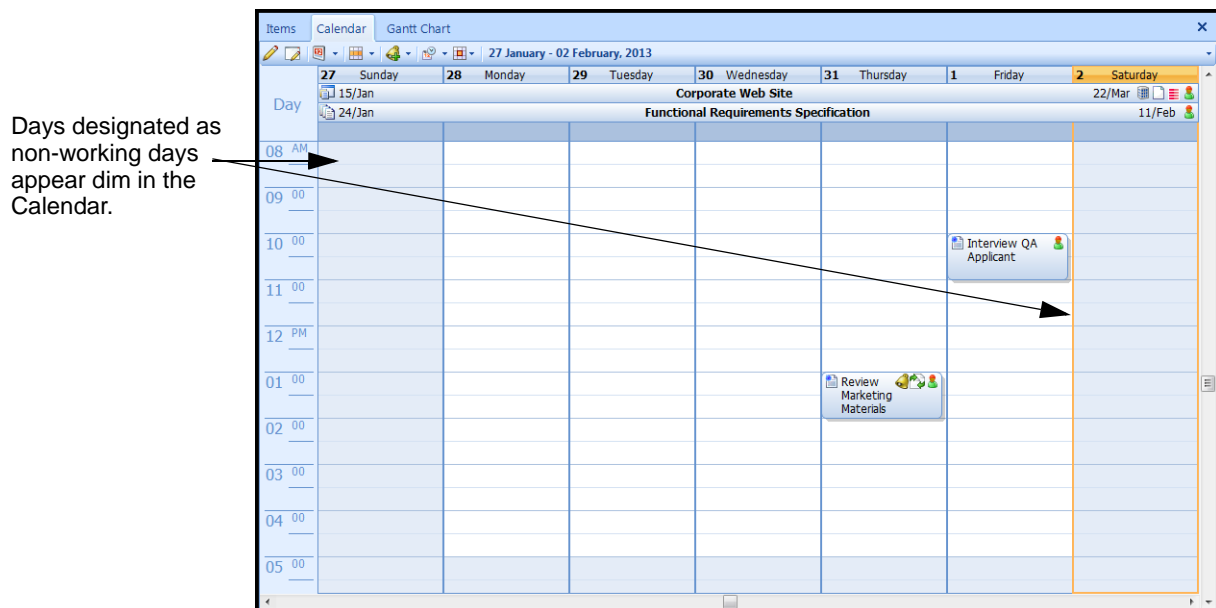 Items Calendar Gantt Chart
27 January - 02 February, 2013
27 Sunday 28 Monday 29 Tuesday 30 Wednesday 31 Thursday 1 Friday 2 Saturday
Day
15/Jan Corporate Web Site 22/Mar
24/Jan Functional Requirements Specification 11/Feb
Days designated as
non-working days
appear dim in the
Calendar.
08 AM
09 00
10 00
Interview QA
Applicant
11 00
12 PM
01 00
Review
Marketing
Materials
02 00
03 00
04 00
05 00